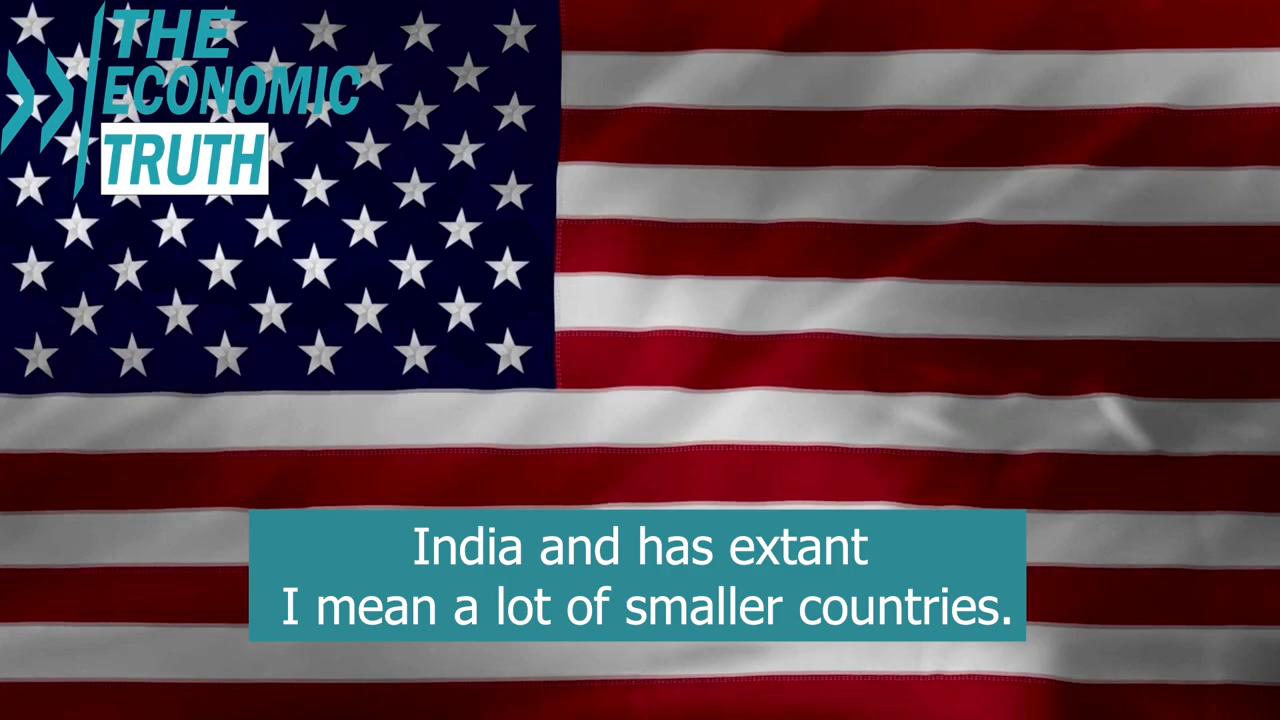 THE
ECONOMIC
TRUTH
India and has extant
I mean a lot of smaller countries.